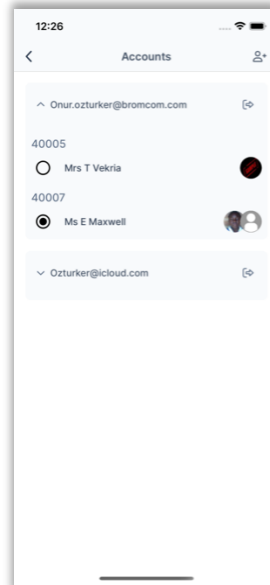 12:26
Accounts
Onur.ozturker@bromcom.com
40005
Mrs T Vekria
40007
Ms E Maxwell
Ozturker@icloud.com